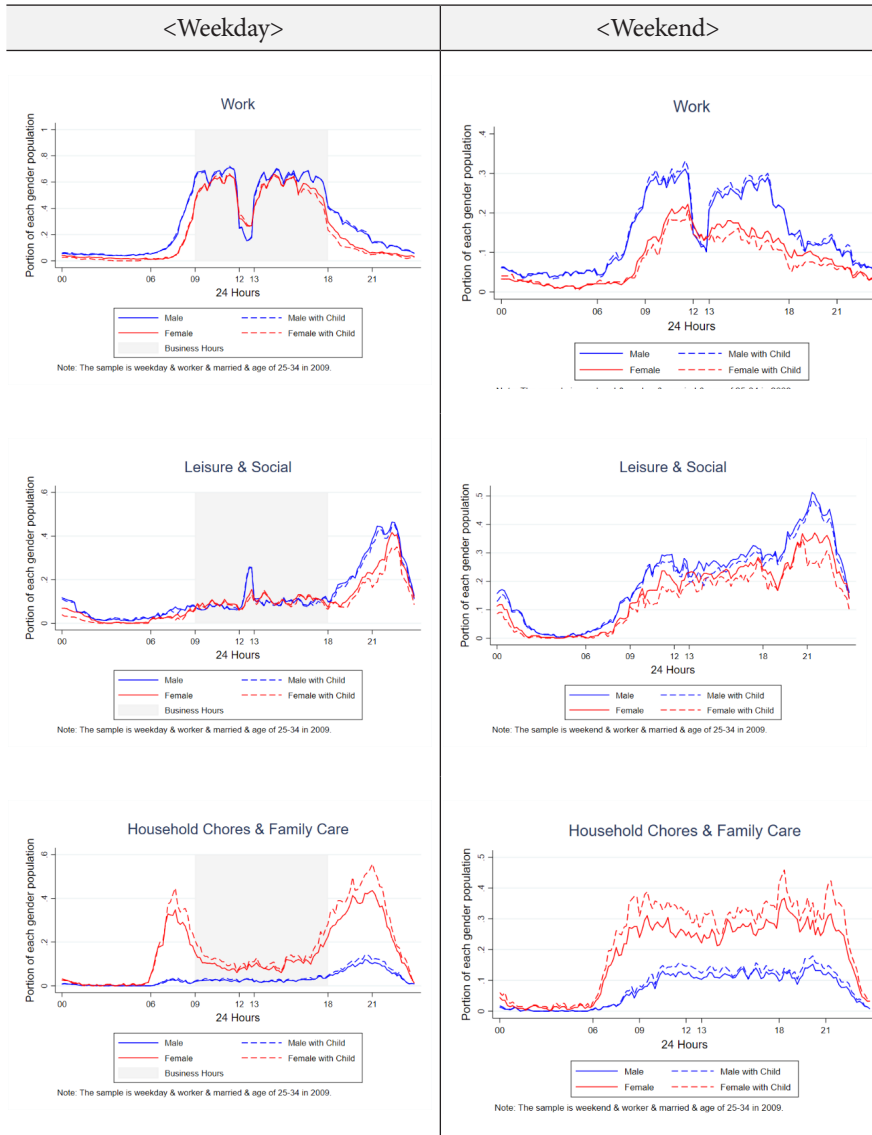 <Weekday>
<Weekend>
Work
Portion of each gender population
0 .2 .4 .6 .8 1
00 06 09 12 13 18 21
24 Hours
Male Male with Child
Female Female with Child
Business Hours
Note: The sample is weekday & worker & married & age of 25-34 in 2009.
Work
Portion of each gender population
0 .1 .2 .3 .4
00 06 09 12 13 18 21
24 Hours
Male Male with Child
Female Female with Child
Leisure & Social
Portion of each gender population
0 .2 .4 .6
00 06 09 12 13 18 21
24 Hours
Male Male with Child
Female Female with Child
Business Hours
Note: The sample is weekday & worker & married & age of 25-34 in 2009.
Leisure & Social
Portion of each gender population
0 .1 .2 .3 .4 .5
00 06 09 12 13 18 21
24 Hours
Male Male with Child
Female Female with Child
Note: The sample is weekend & worker & married & age of 25-34 in 2009.
Household Chores & Family Care
Portion of each gender population
0 .2 .4 .6
00 06 09 12 13 18 21
24 Hours
Male Male with Child
Female Female with Child
Business Hours
Note: The sample is weekday & worker & married & age of 25-34 in 2009.
Household Chores & Family Care
Portion of each gender population
0 .1 .2 .3 .4 .5
00 06 09 12 13 18 21
24 Hours
Male Male with Child
Female Female with Child
Note: The sample is weekend & worker & married & age of 25-34 in 2009.